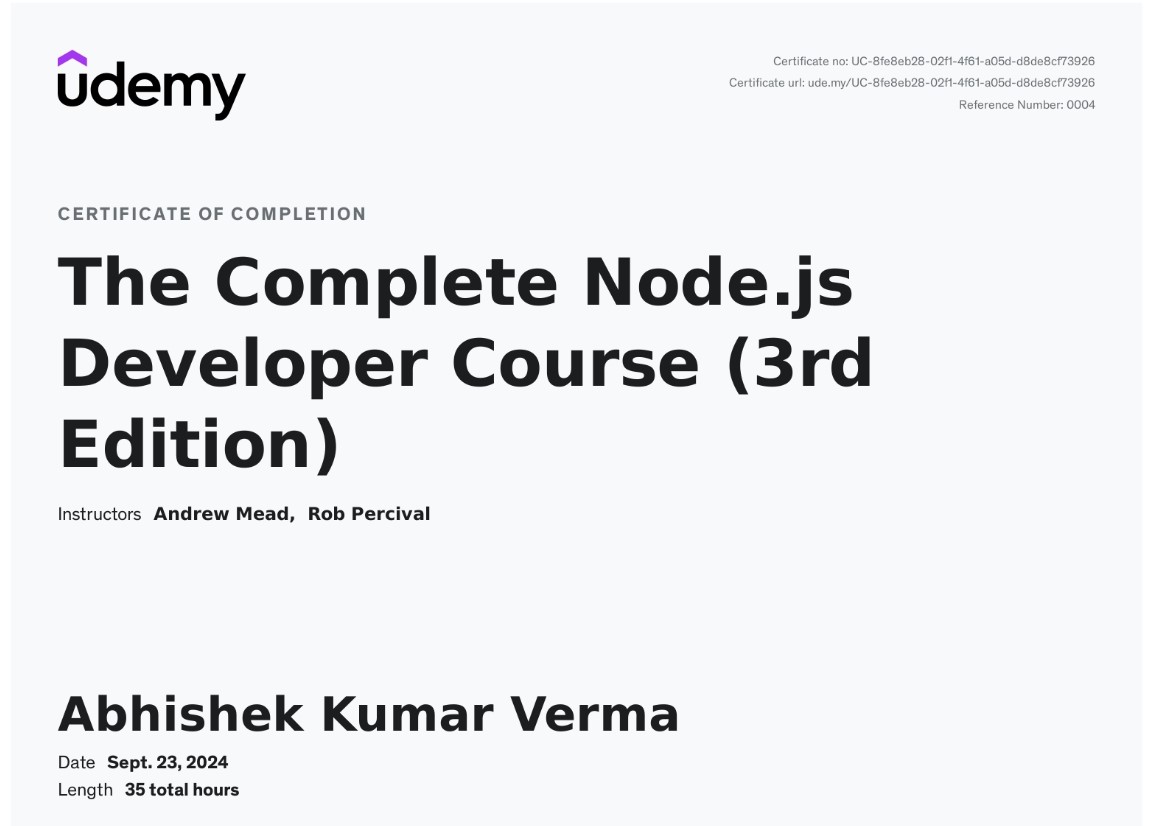 udemy
Certificate no: UC-8fe8eb28-02f1-4f61-a05d-d8de8cf73926
Certificate url: ude.my/UC-8fe8eb28-02f1-4f61-a05d-d8de8cf73926
Reference Number: 0004
CERTIFICATE OF COMPLETION
The Complete Node.js
Developer Course (3rd
Edition)
Instructors Andrew Mead, Rob Percival
Abhishek Kumar Verma
Date Sept. 23, 2024
Length 35 total hours